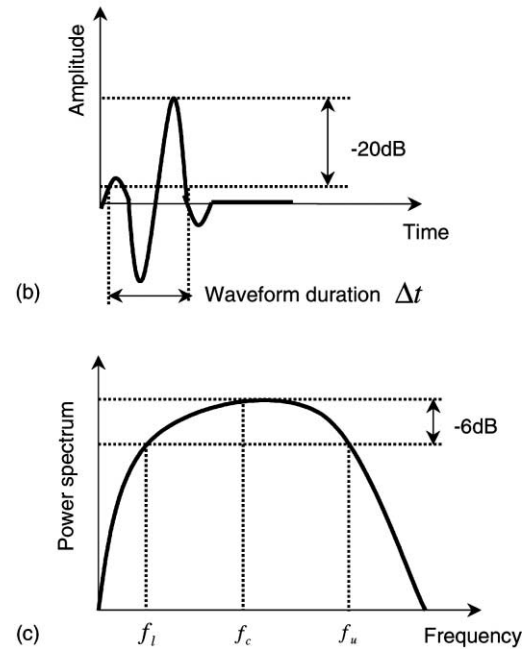 Amplitude
-20dB
Time
(b)
Waveform duration Δt
Power spectrum
-6dB
(c)
f_l
f_c
f_u
Frequency